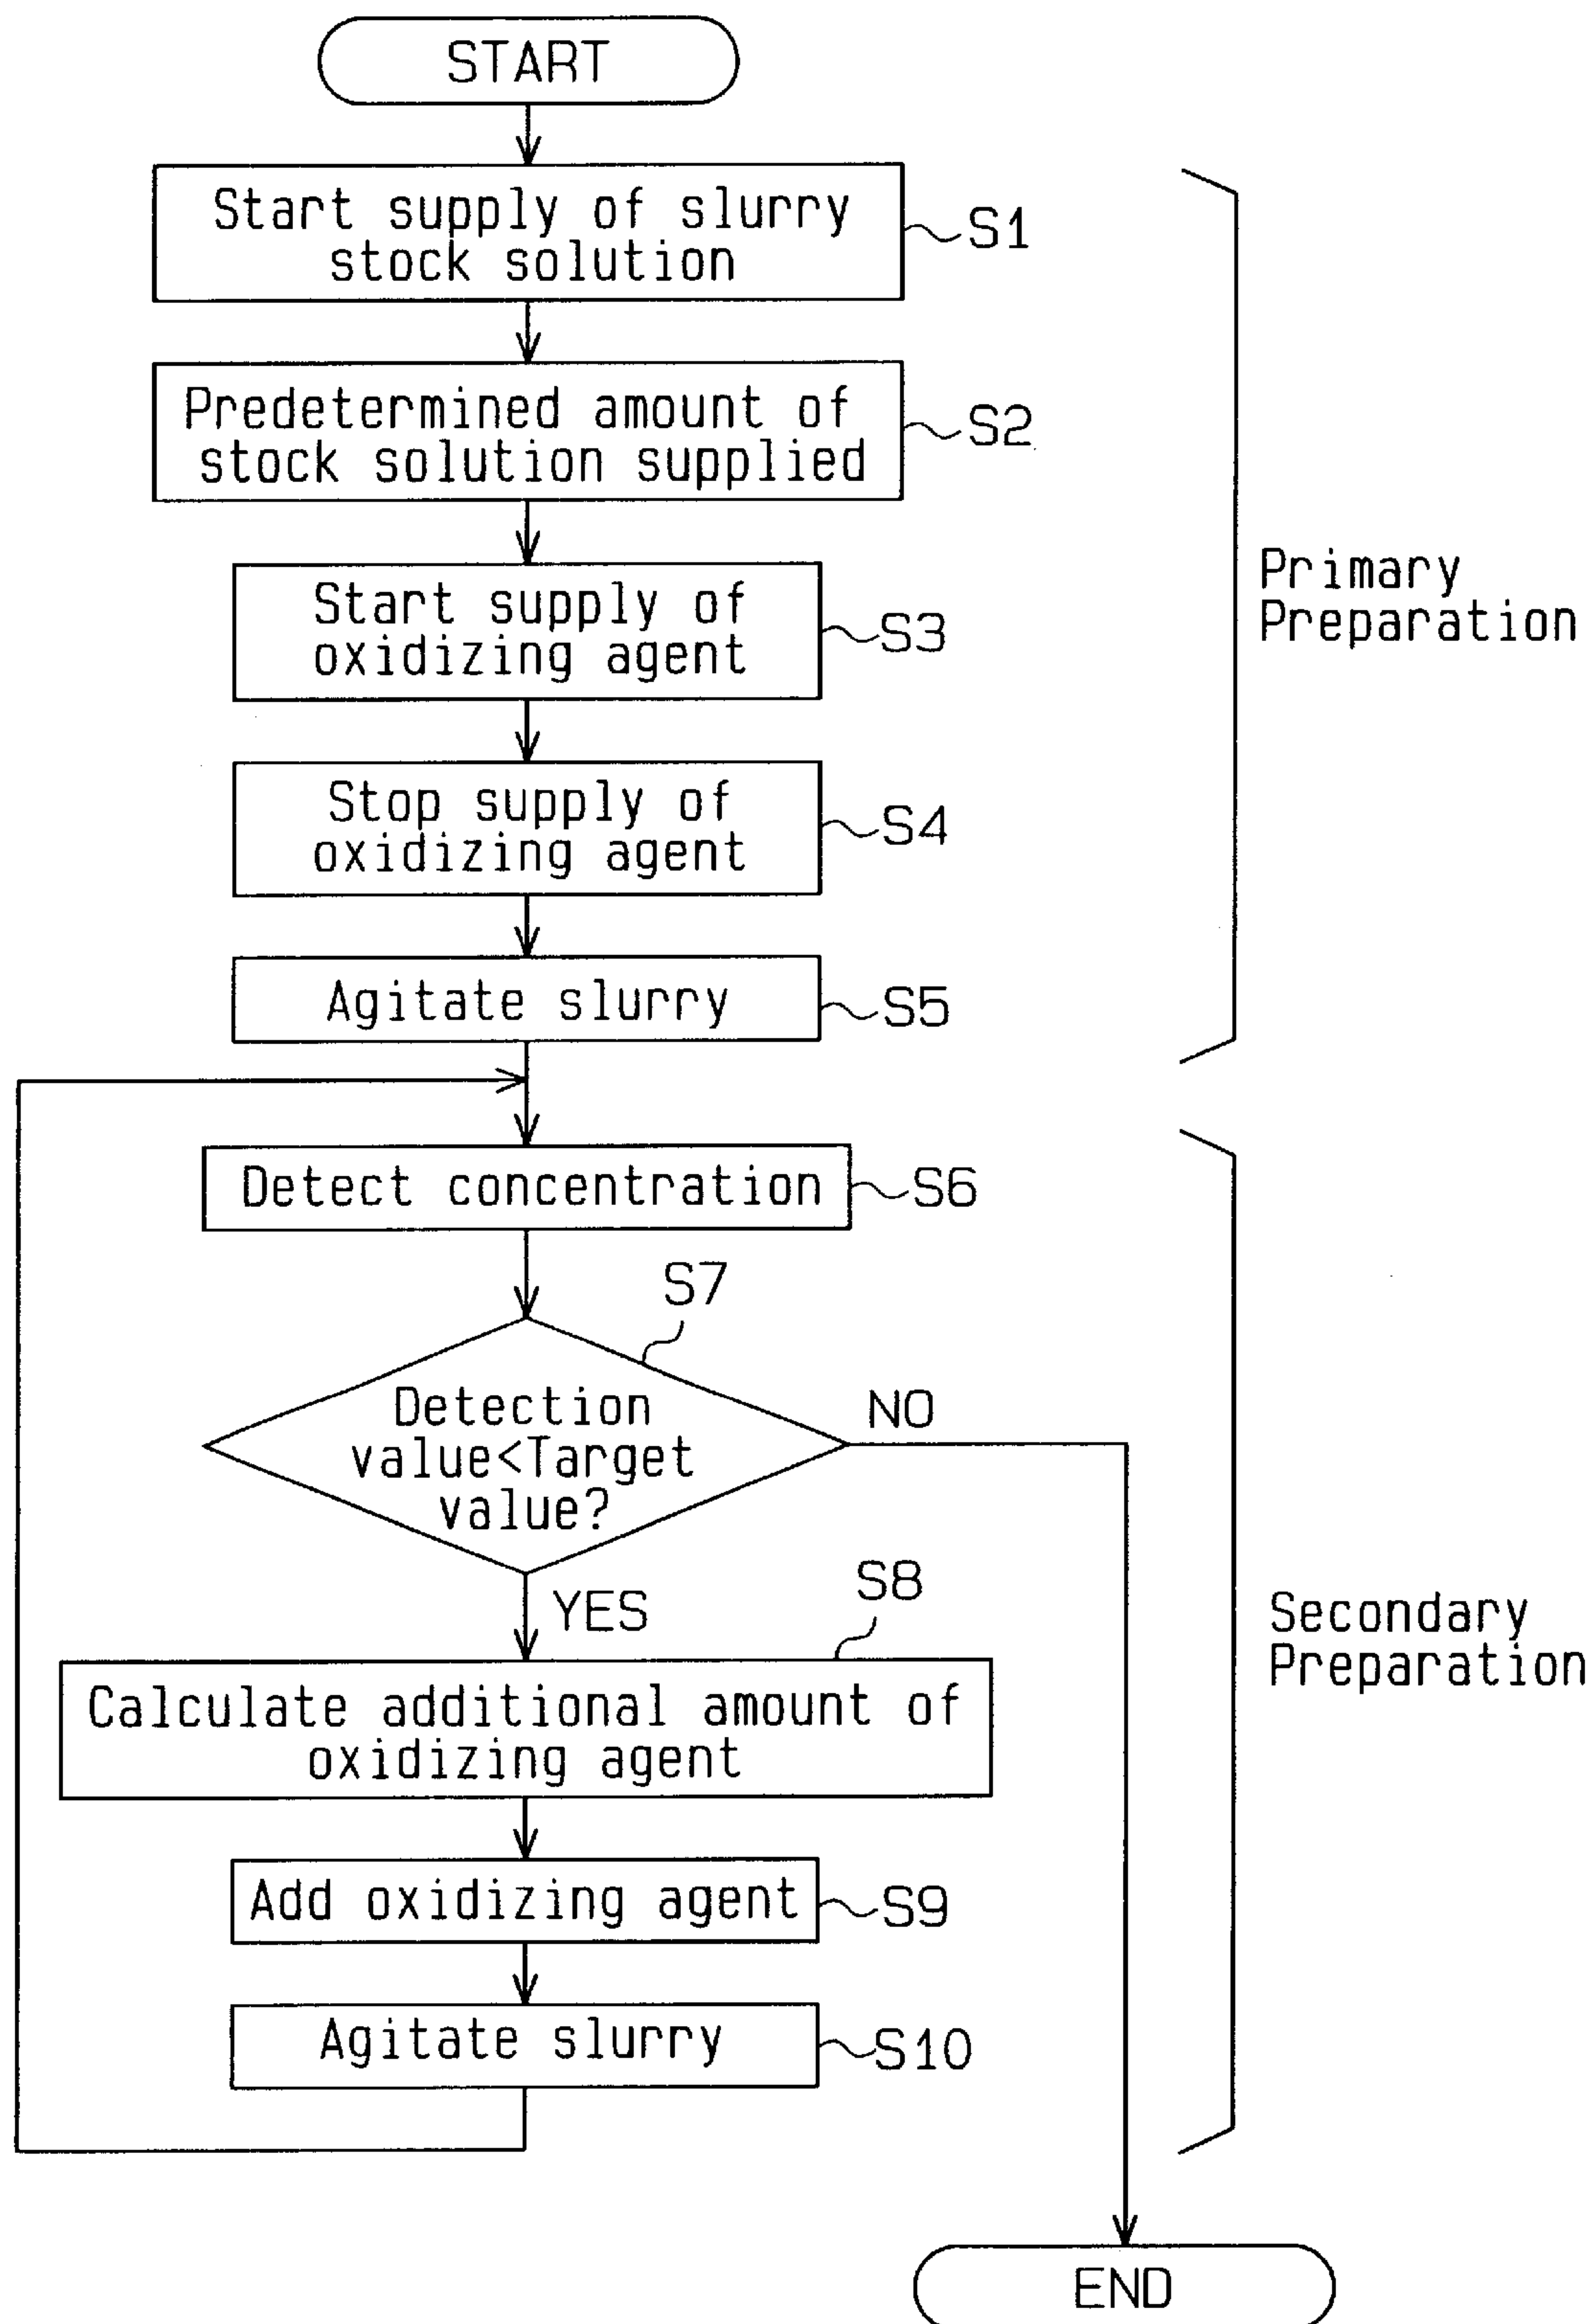 START
Start supply of slurry
stock solution
S1
Predetermined amount of
stock solution supplied
S2
Start supply of
oxidizing agent
S3
Primary
Preparation
Stop supply of
oxidizing agent
S4
Agitate slurry
S5
Detect concentration
S6
S7
Detection
value<Target
value?
NO
YES
S8
Calculate additional amount of
oxidizing agent
Secondary
Preparation
Add oxidizing agent
S9
Agitate slurry
S10
END